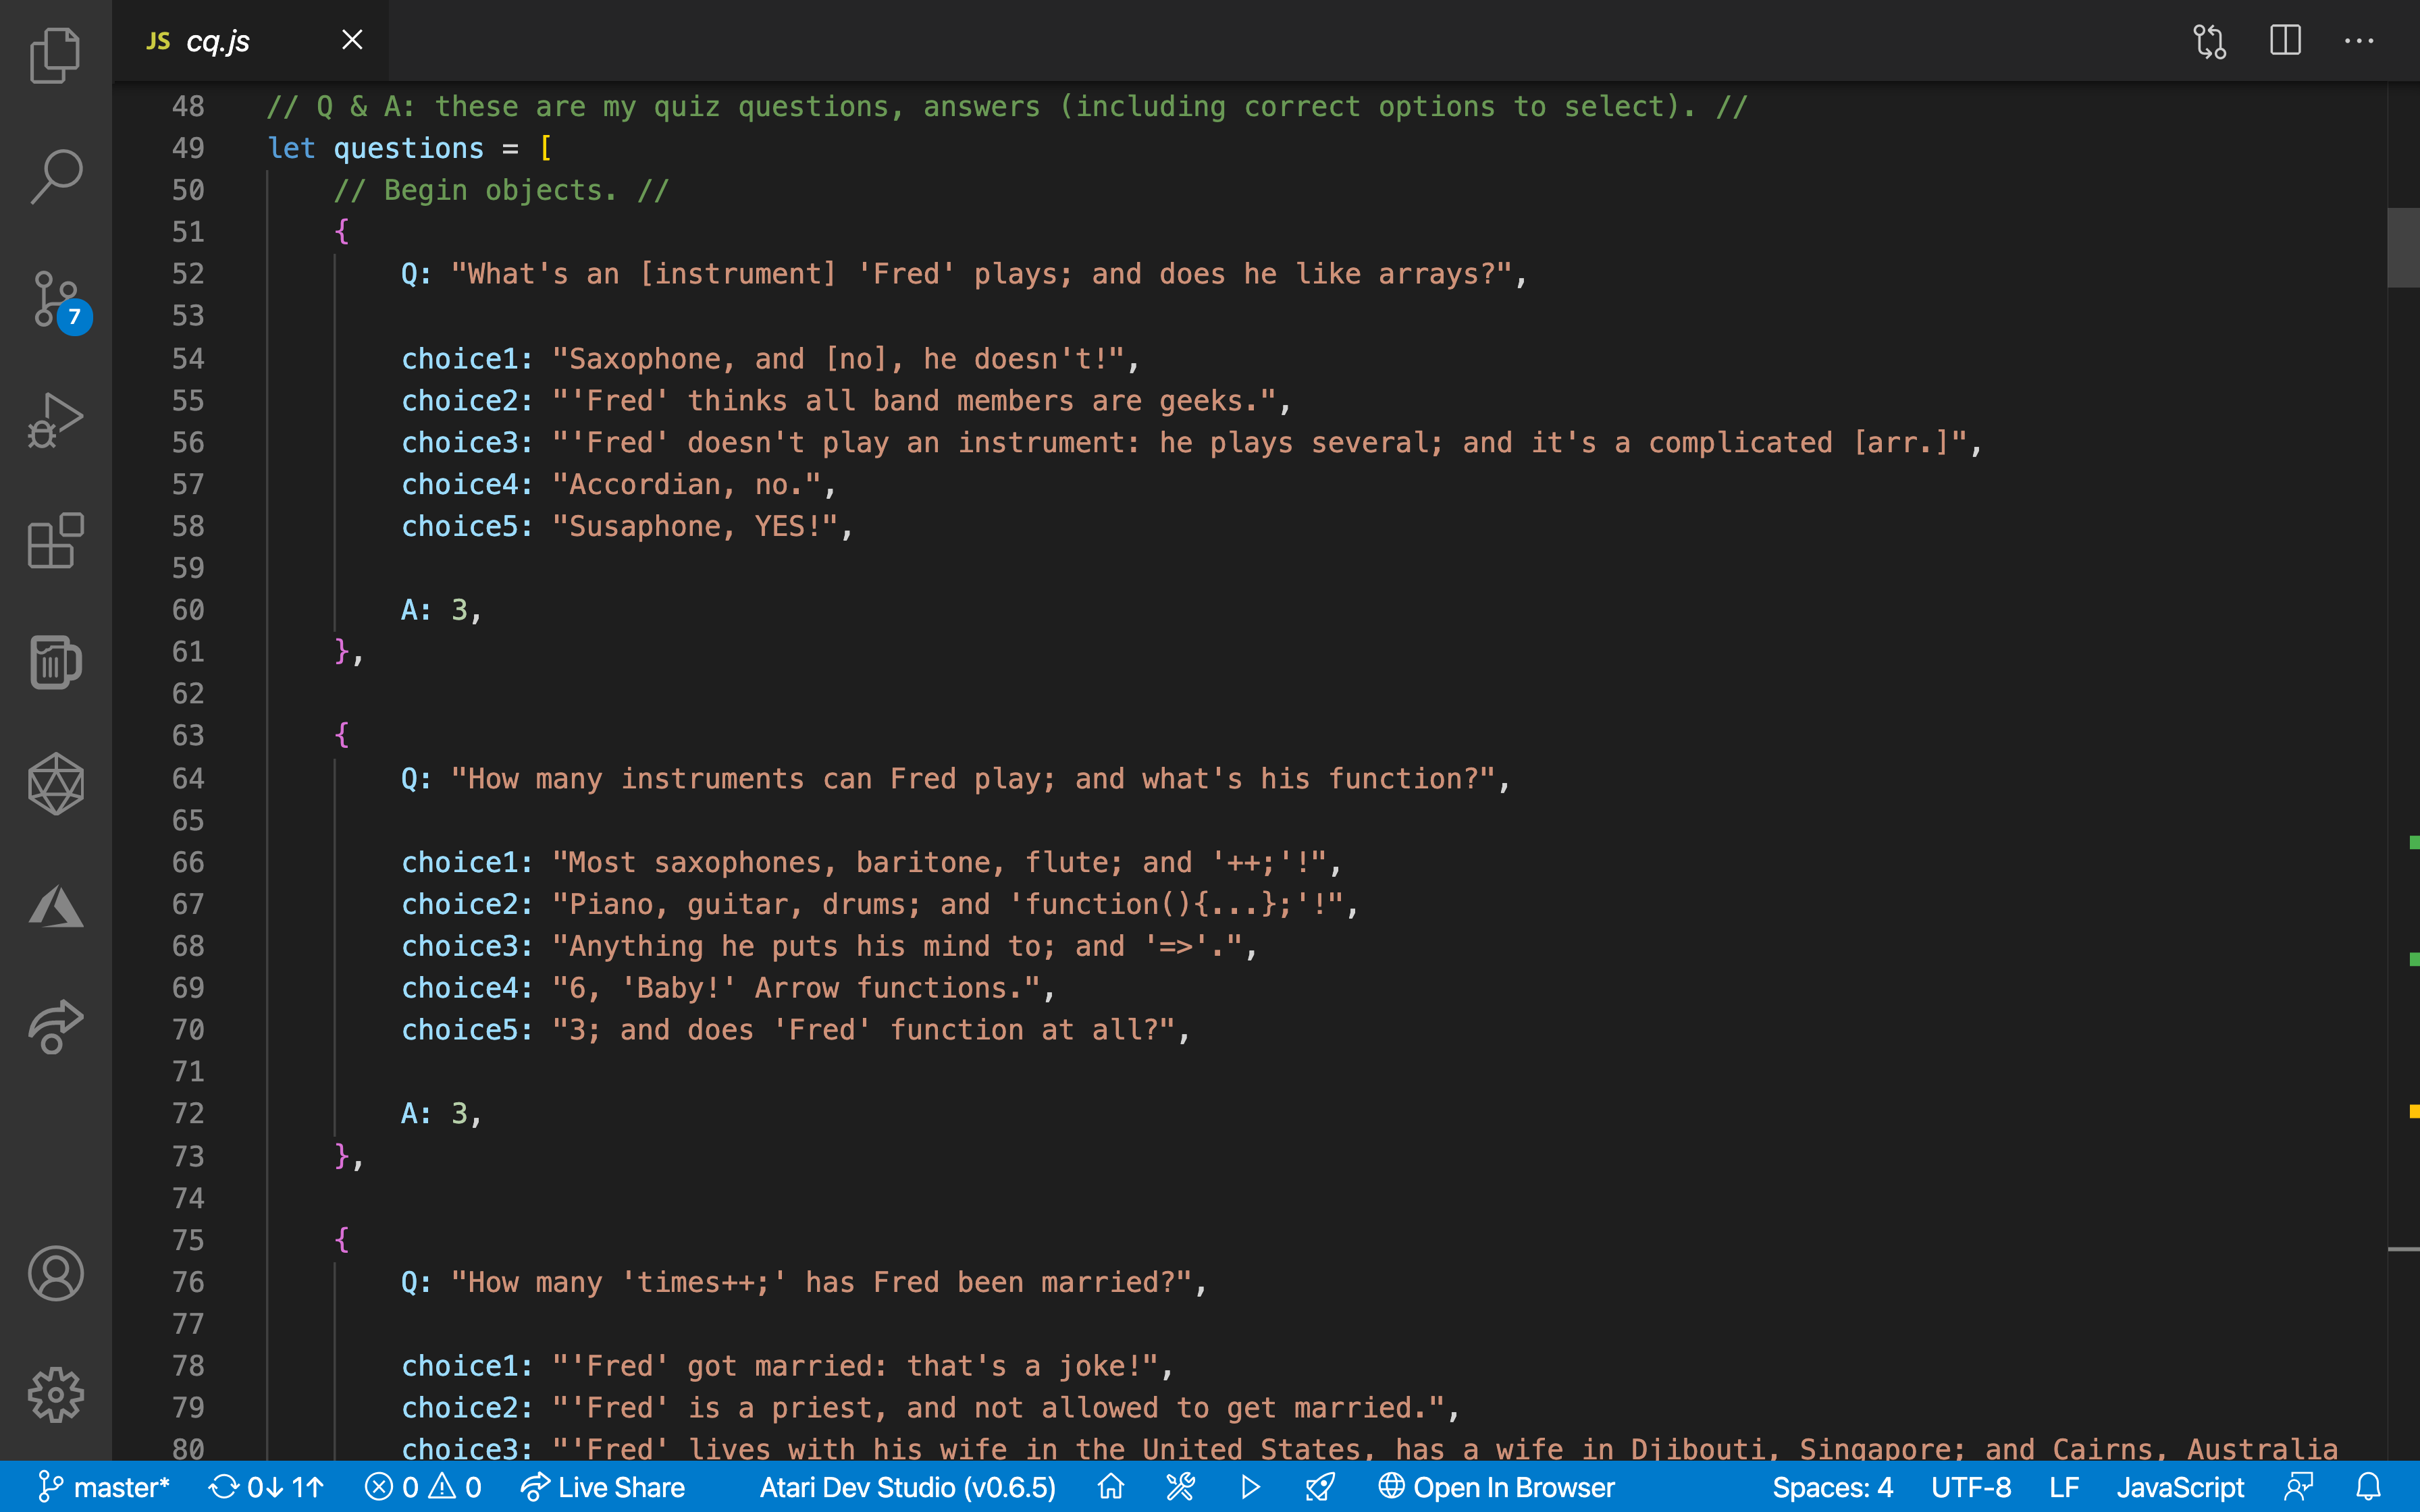 JS cq.js
48 // Q & A: these are my quiz questions, answers (including correct options to select). //
49 let questions = [
50 // Begin objects. //
51 {
52 Q: "What's an [instrument] 'Fred' plays; and does he like arrays?",
53
54 choice1: "Saxophone, and [no], he doesn't!",
55 choice2: "'Fred' thinks all band members are geeks.",
56 choice3: "'Fred' doesn't play an instrument: he plays several; and it's a complicated [arr.]",
57 choice4: "Accordian, no.",
58 choice5: "Susaphone, YES!",
59
60 A: 3,
61 },
62
63 {
64 Q: "How many instruments can Fred play; and what's his function?",
65
66 choice1: "Most saxophones, baritone, flute; and '++;'!",
67 choice2: "Piano, guitar, drums; and 'function(){...};'!",
68 choice3: "Anything he puts his mind to; and '=>'.",
69 choice4: "6, 'Baby!' Arrow functions.",
70 choice5: "3; and does 'Fred' function at all?",
71
72 A: 3,
73 },
74
75 {
76 Q: "How many 'times++;' has Fred been married?",
77
78 choice1: "'Fred' got married: that's a joke!",
79 choice2: "'Fred' is a priest, and not allowed to get married.",
80 choice3: "'Fred' lives with his wife in the United States, has a wife in Djibouti, Singapore; and Cairns, Australia
7
master* 0↓ 1↑ 0 0 Live Share Atari Dev Studio (v0.6.5) Open In Browser Spaces: 4 UTF-8 LF JavaScript